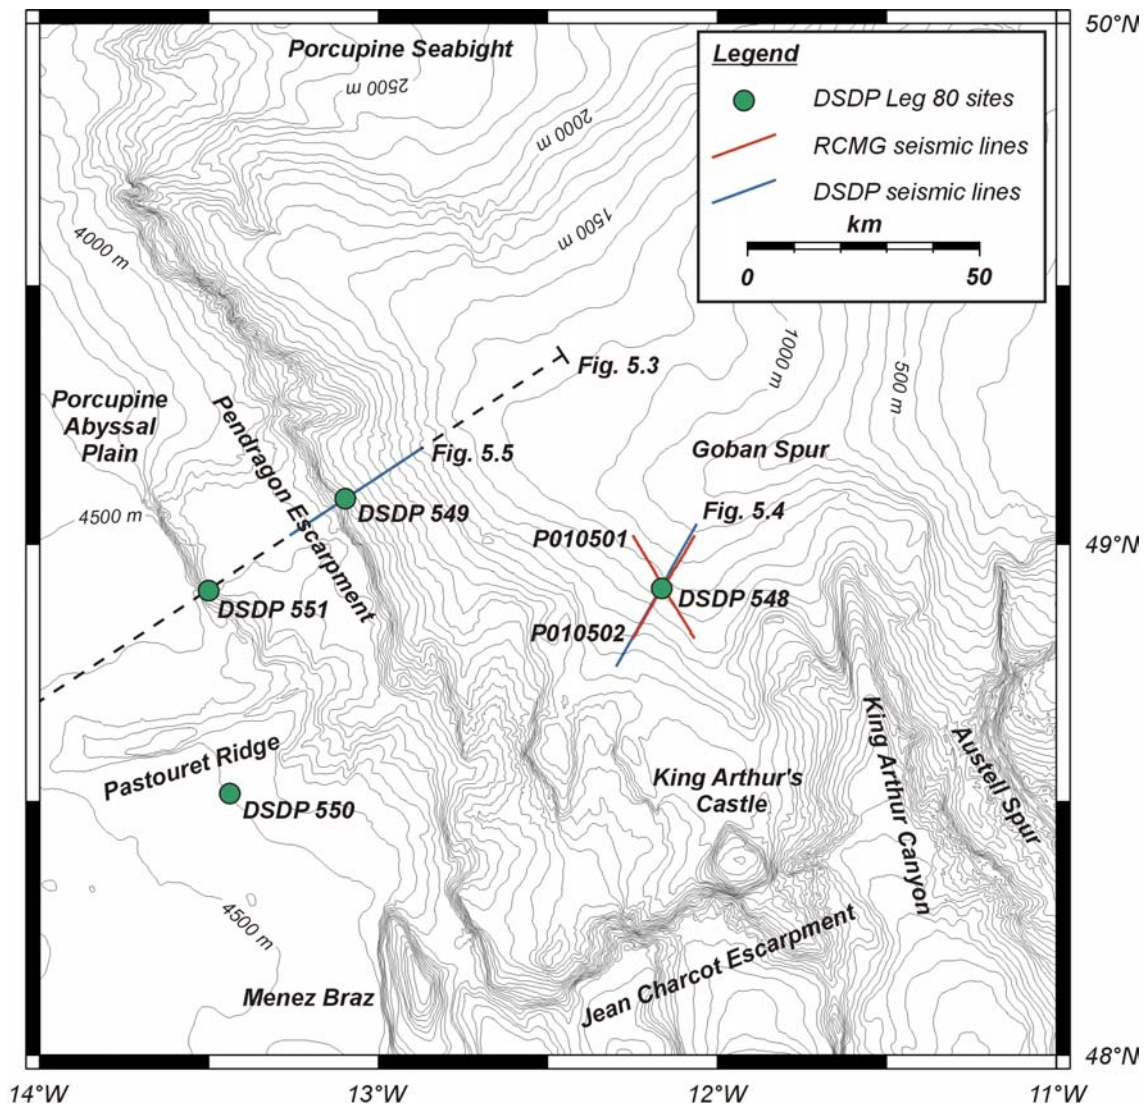 50°N
Porcupine Seabight
Legend
2500 m
DSDP Leg 80 sites
2000 m
RCMG seismic lines
DSDP seismic lines
km
0 50
1500 m
4000 m
1000 m
Fig. 5.3
500 m
Porcupine
Abyssal
Plain
Pendragon Escarpment
Goban Spur
Fig. 5.5
4500 m
DSDP 549
Fig. 5.4
P010501
49°N
DSDP 551
DSDP 548
P010502
Pastouret Ridge
King Arthur Canyon
Austell Spur
King Arthur's
Castle
DSDP 550
4500 m
Jean Charcot Escarpment
Menez Braz
48°N
14°W 13°W 12°W 11°W